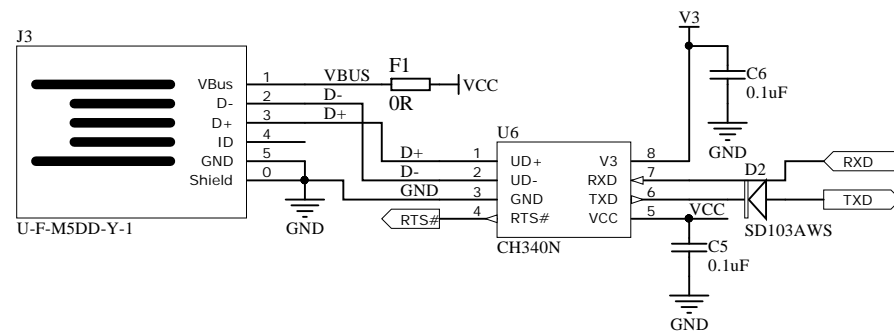 J3
VBus
D-
D+
ID
GND
Shield
1
2
3
4
5
0
U-F-M5DD-Y-1
VBUS
D-
D+
F1
0R
VCC
GND
D+
D-
GND
RTS#
U6
1
2
3
4
UD+
UD-
GND
RTS#
V3
RXD
TXD
VCC
8
7
6
5
CH340N
V3
C6
0.1uF
GND
D2
SD103AWS
RXD
TXD
VCC
C5
0.1uF
GND